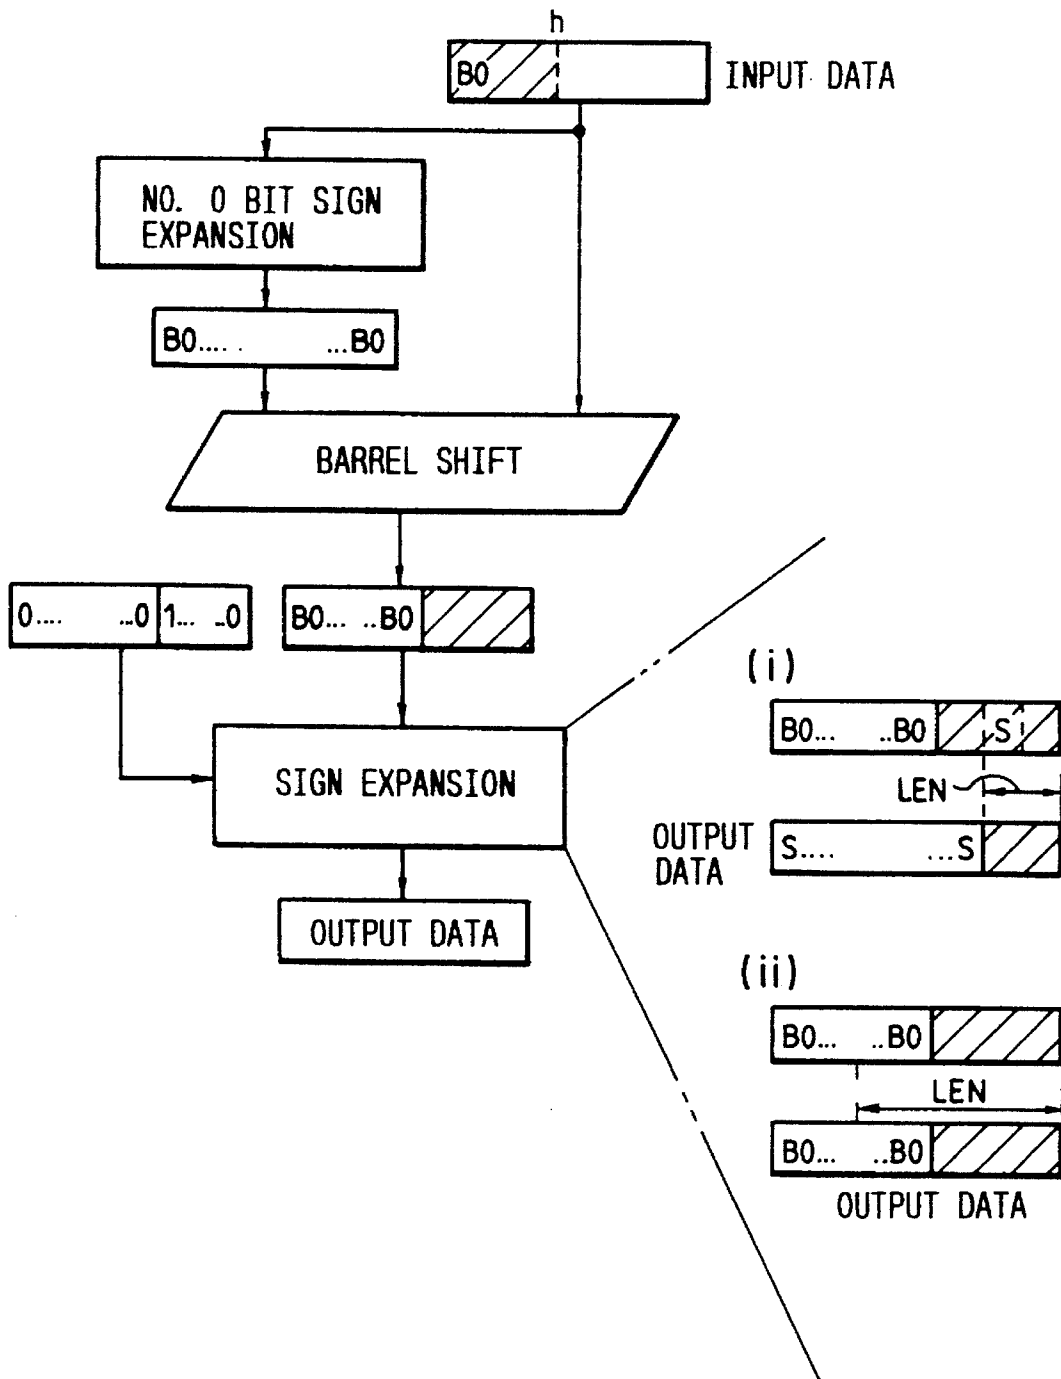 h
B0
INPUT DATA
NO. 0 BIT SIGN
EXPANSION
B0..... ...B0
BARREL SHIFT
0.... ...0 1... ..0
B0... ..B0
SIGN EXPANSION
OUTPUT DATA
(i)
B0... ..B0 S
LEN
OUTPUT
DATA
S.... ...S
(ii)
B0... ..B0
LEN
B0... ..B0
OUTPUT DATA